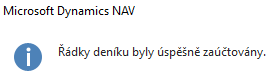 Microsoft Dynamics NAV
Řádky deníku byly úspěšně zaúčtovány.